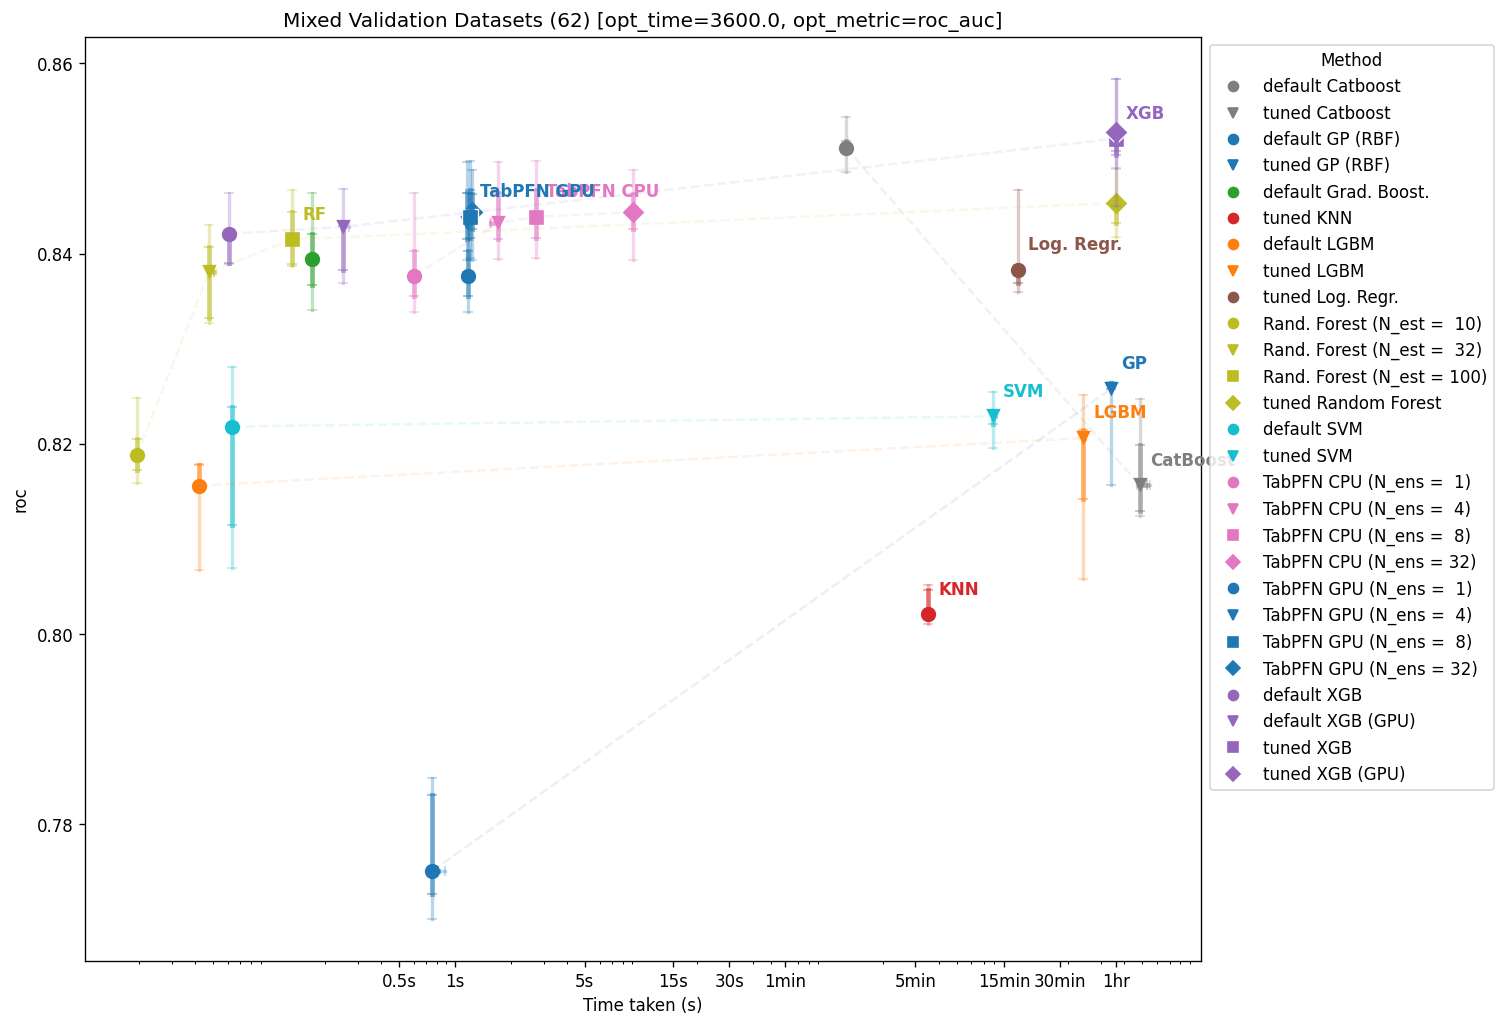 Mixed Validation Datasets (62) [opt_time=3600.0, opt_metric=roc_auc]
0.86
0.84
0.82
0.80
0.78
roc
XGB
TabPFN GPU
TabPFN CPU
RF
Log. Regr.
GP
SVM
LGBM
CatBoost
KNN
0.5s
1s
5s
15s
30s
1min
5min
15min
30min
1hr
Time taken (s)
Method
default Catboost
tuned Catboost
default GP (RBF)
tuned GP (RBF)
default Grad. Boost.
tuned KNN
default LGBM
tuned LGBM
tuned Log. Regr.
Rand. Forest (N_est =  10)
Rand. Forest (N_est =  32)
Rand. Forest (N_est = 100)
tuned Random Forest
default SVM
tuned SVM
TabPFN CPU (N_ens =  1)
TabPFN CPU (N_ens =  4)
TabPFN CPU (N_ens =  8)
TabPFN CPU (N_ens = 32)
TabPFN GPU (N_ens =  1)
TabPFN GPU (N_ens =  4)
TabPFN GPU (N_ens =  8)
TabPFN GPU (N_ens = 32)
default XGB
default XGB (GPU)
tuned XGB
tuned XGB (GPU)